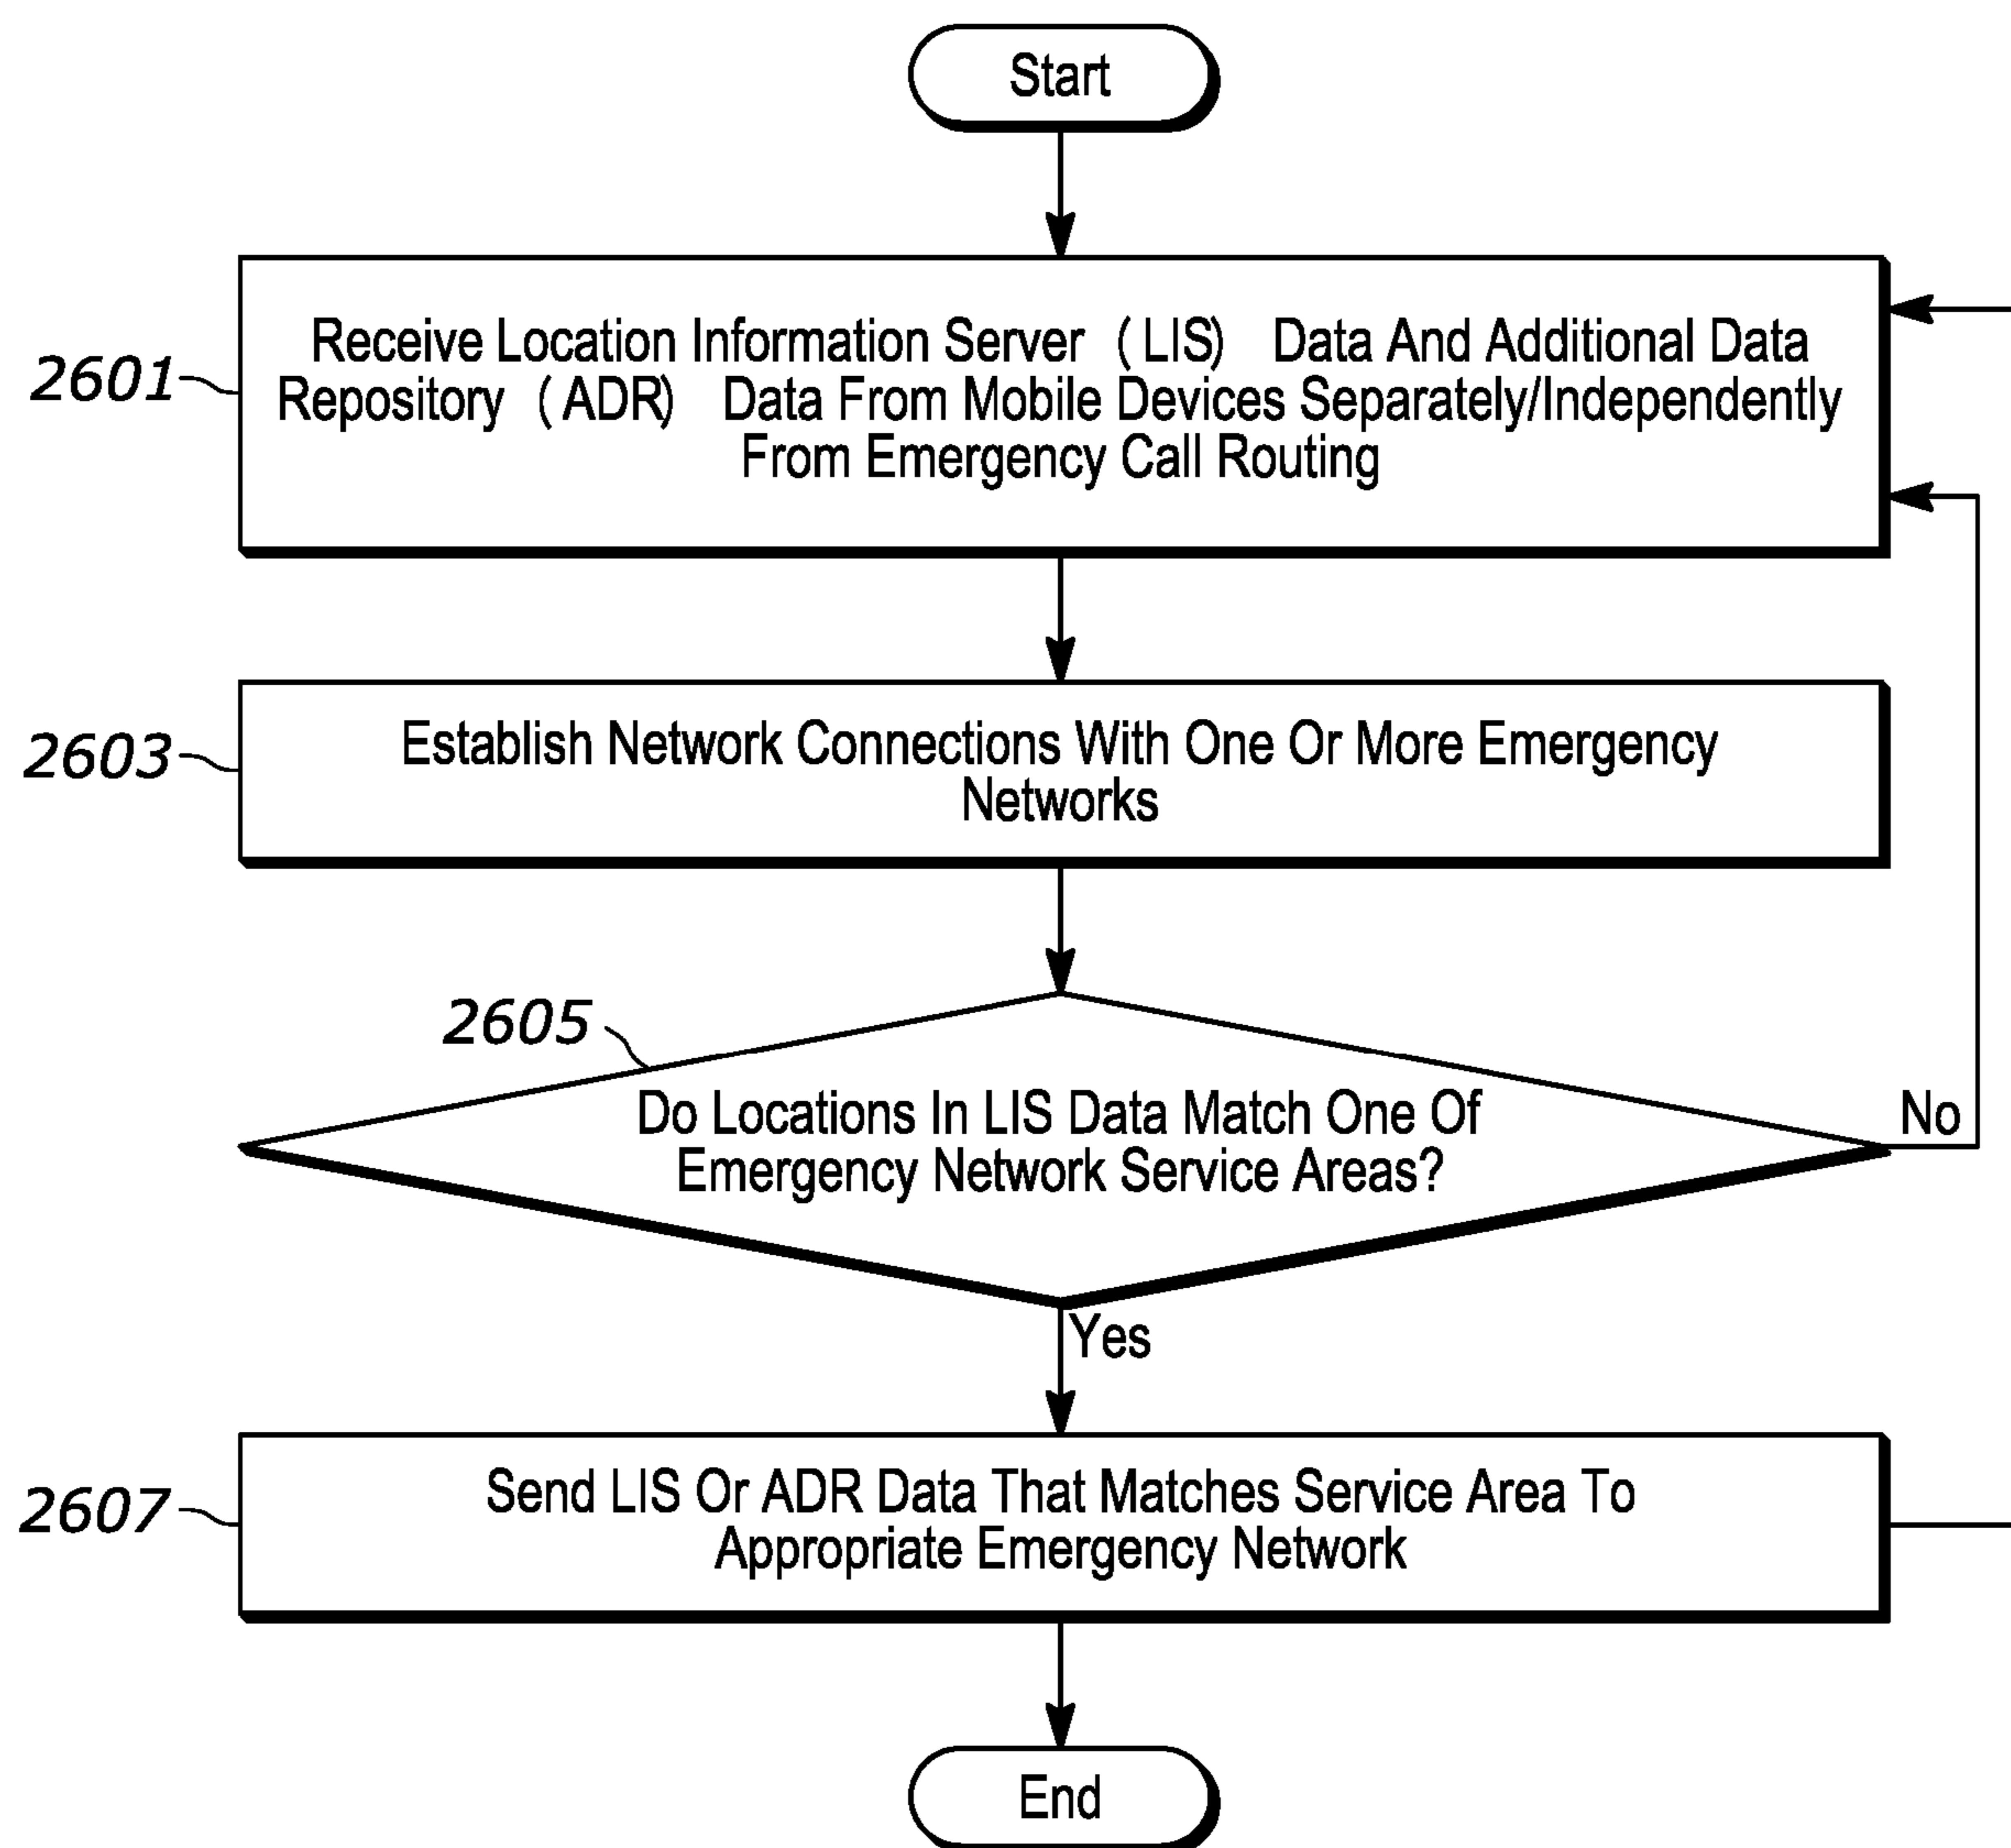 Start
2601
Receive Location Information Server (LIS) Data And Additional Data
Repository (ADR) Data From Mobile Devices Separately/Independently
From Emergency Call Routing
2603
Establish Network Connections With One Or More Emergency
Networks
2605
Do Locations In LIS Data Match One Of
Emergency Network Service Areas?
No
Yes
2607
Send LIS Or ADR Data That Matches Service Area To
Appropriate Emergency Network
End